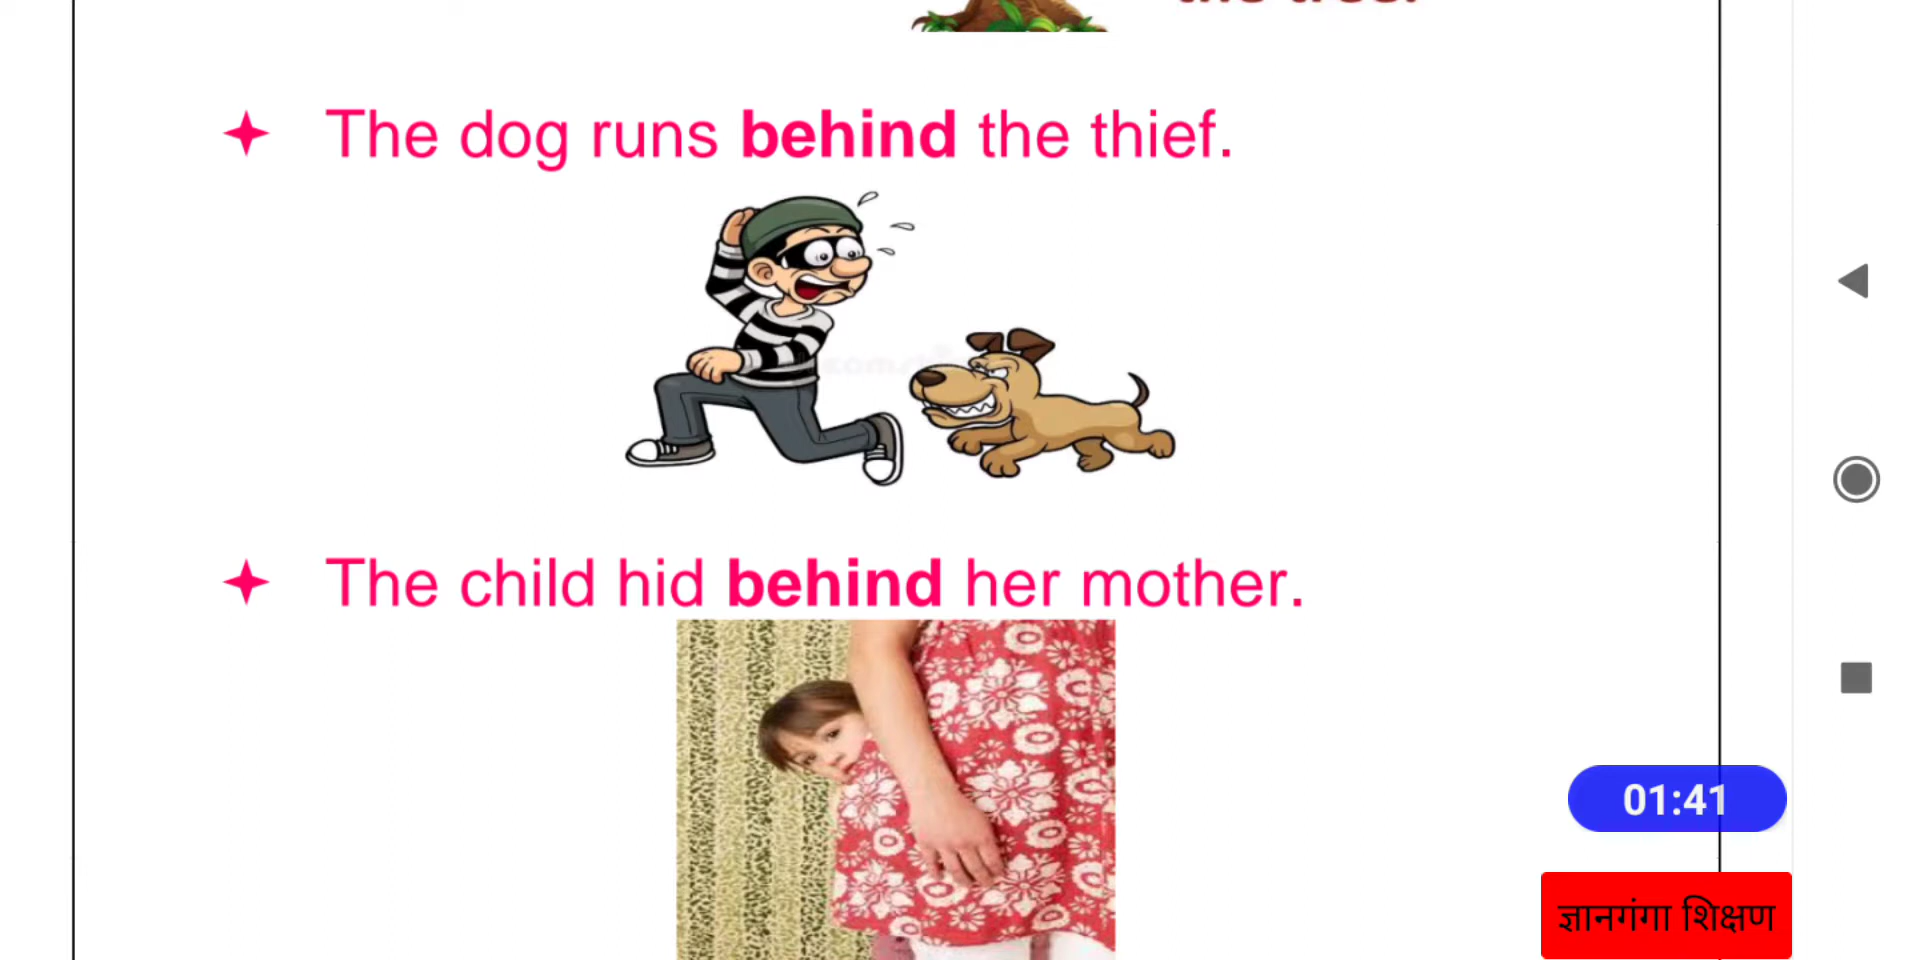 The dog runs behind the thief.
The child hid behind her mother.
01:41
ज्ञानगंगा शिक्षण